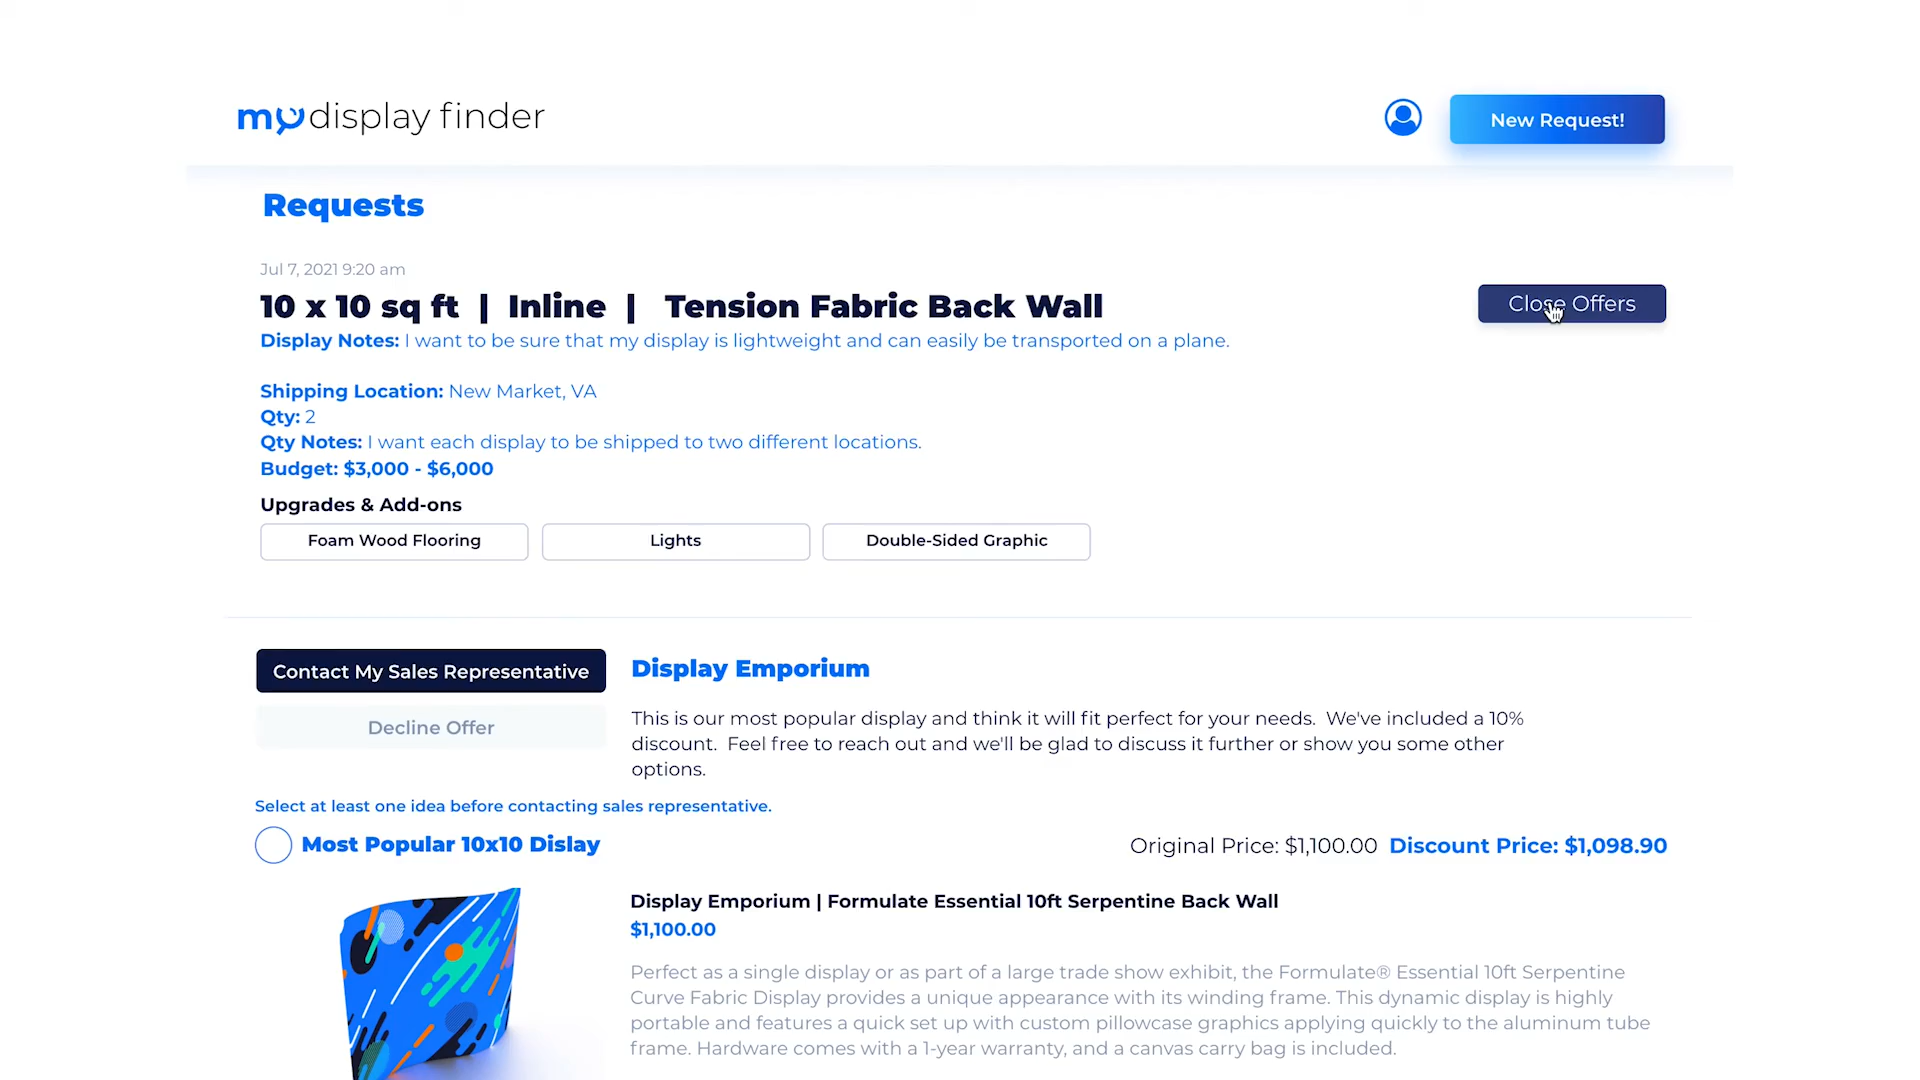 my display finder
New Request!
Requests
Jul 7, 2021 9:20 am
10 x 10 sq ft | Inline | Tension Fabric Back Wall
Close Offers
Display Notes: I want to be sure that my display is lightweight and can easily be transported on a plane.
Shipping Location: New Market, VA
Qty: 2
Qty Notes: I want each display to be shipped to two different locations.
Budget: $3,000 - $6,000
Upgrades & Add-ons
Foam Wood Flooring
Lights
Double-Sided Graphic
Contact My Sales Representative
Decline Offer
Display Emporium
This is our most popular display and think it will fit perfect for your needs. We've included a 10%
discount. Feel free to reach out and we'll be glad to discuss it further or show you some other
options.
Select at least one idea before contacting sales representative.
Most Popular 10x10 Dislay
Original Price: $1,100.00 Discount Price: $1,098.90
Display Emporium | Formulate Essential 10ft Serpentine Back Wall
$1,100.00
Perfect as a single display or as part of a large trade show exhibit, the Formulate® Essential 10ft Serpentine
Curve Fabric Display provides a unique appearance with its winding frame. This dynamic display is highly
portable and features a quick set up with custom pillowcase graphics applying quickly to the aluminum tube
frame. Hardware comes with a 1-year warranty, and a canvas carry bag is included.